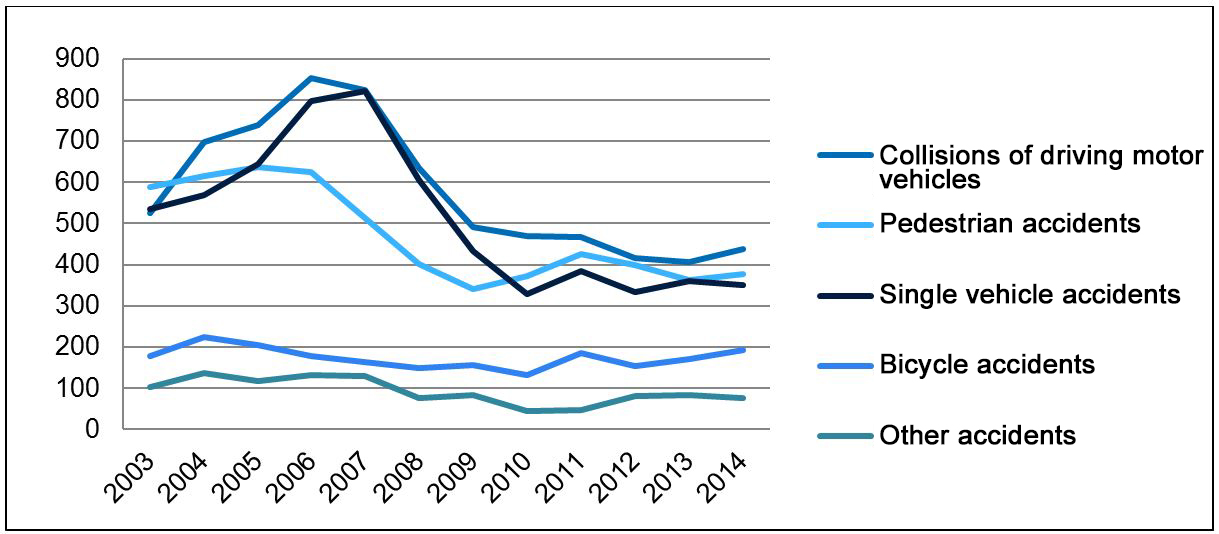 900
800
700
600
500
400
300
200
100
0
2003 2004 2005 2006 2007 2008 2009 2010 2011 2012 2013 2014
Collisions of driving motor
vehicles
Pedestrian accidents
Single vehicle accidents
Bicycle accidents
Other accidents